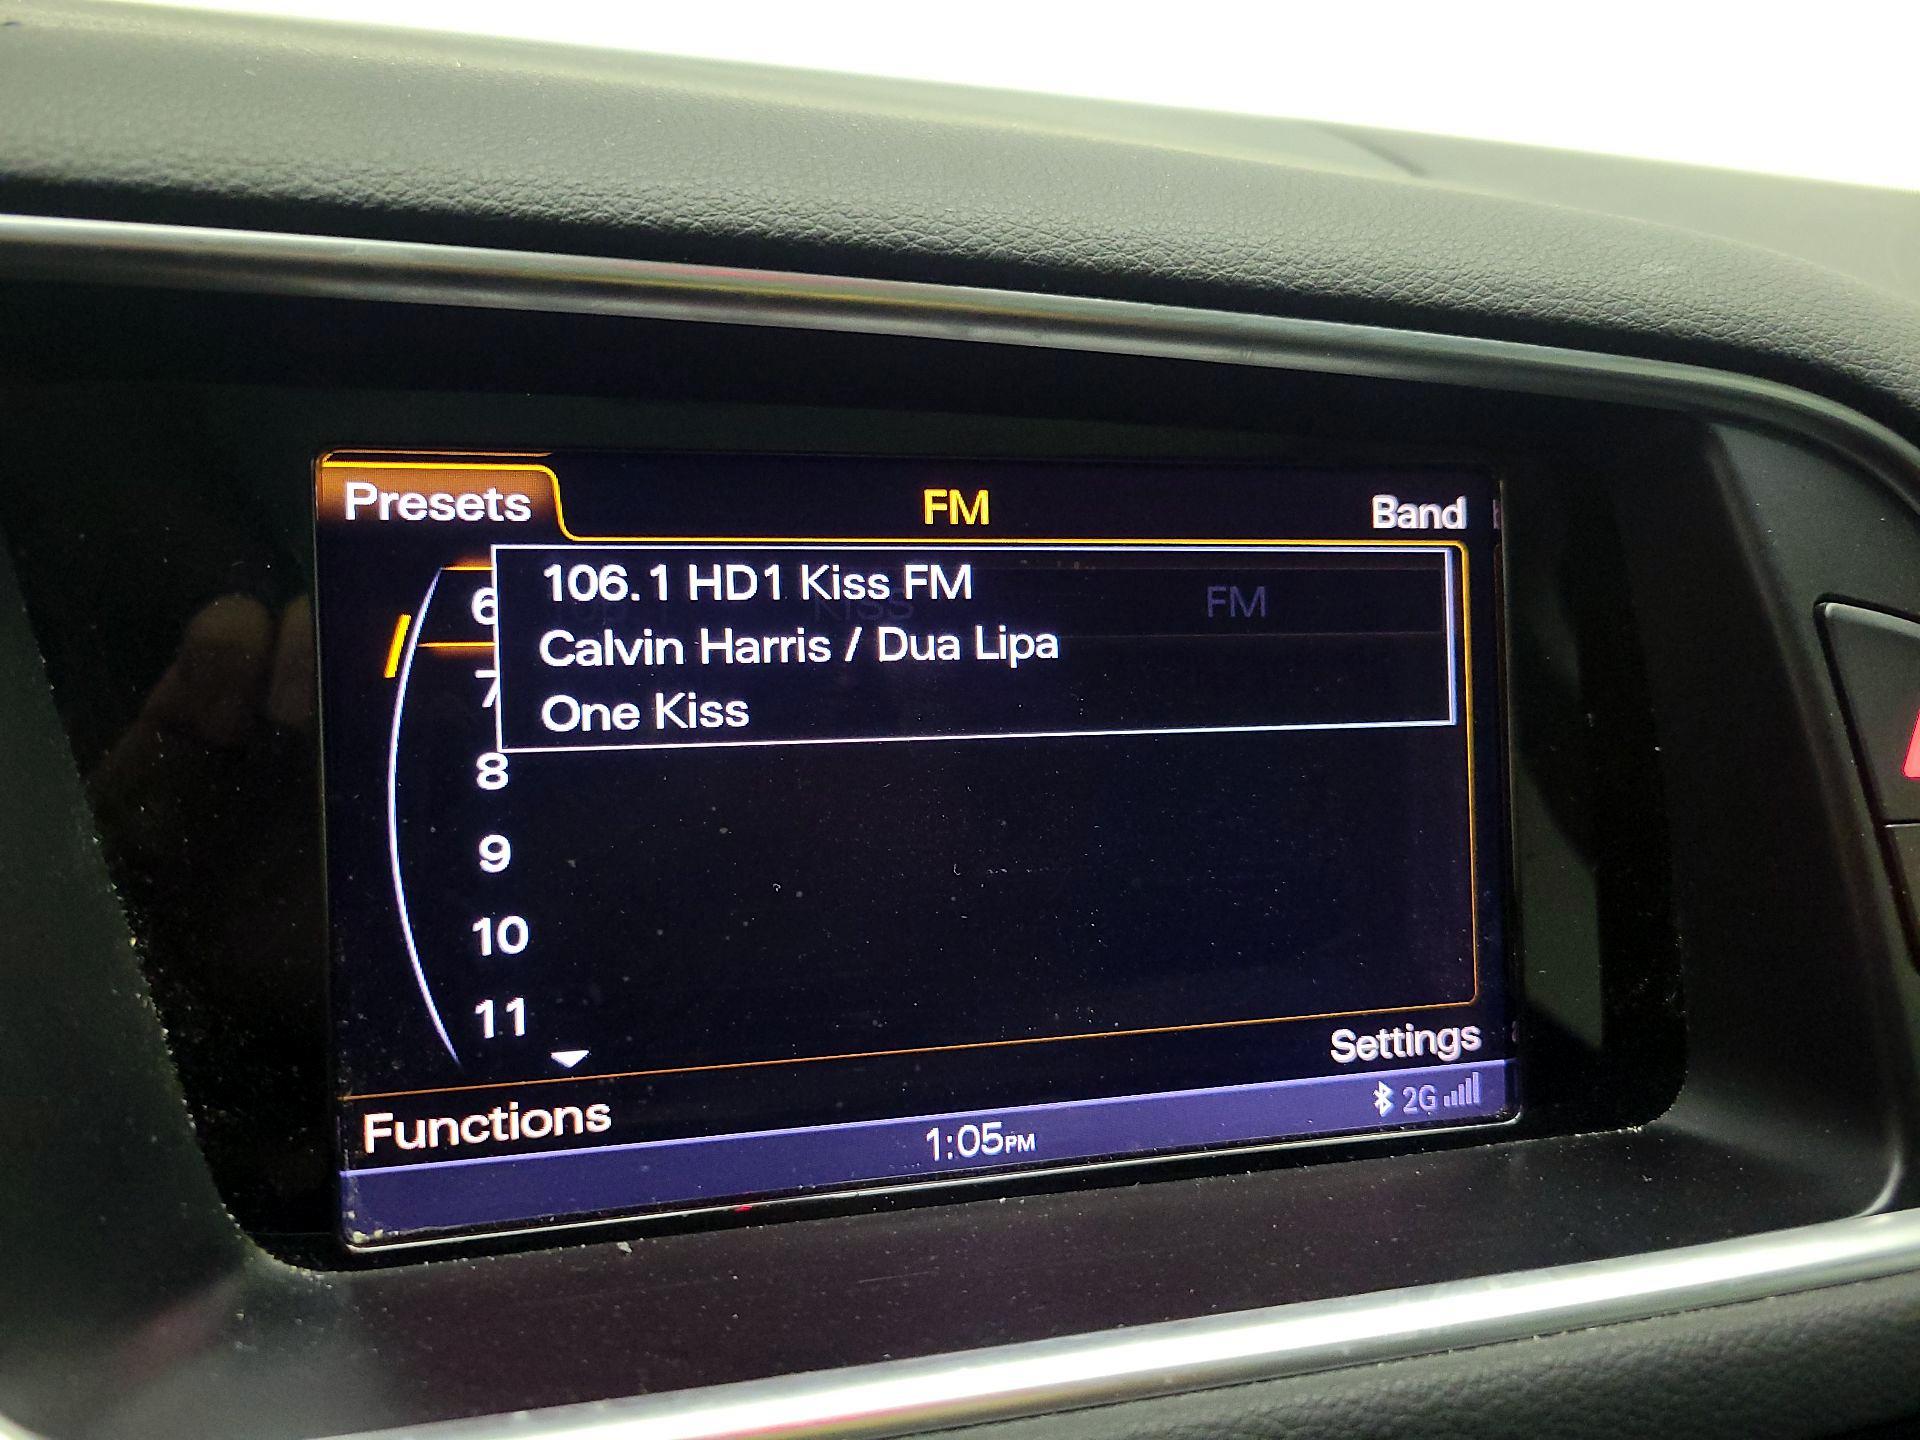 Presets FM Band
106.1 HD1 Kiss FM
KISS FM
Calvin Harris / Dua Lipa
One Kiss
6
7
8
9
10
11
Settings
Functions
2G
1:05PM